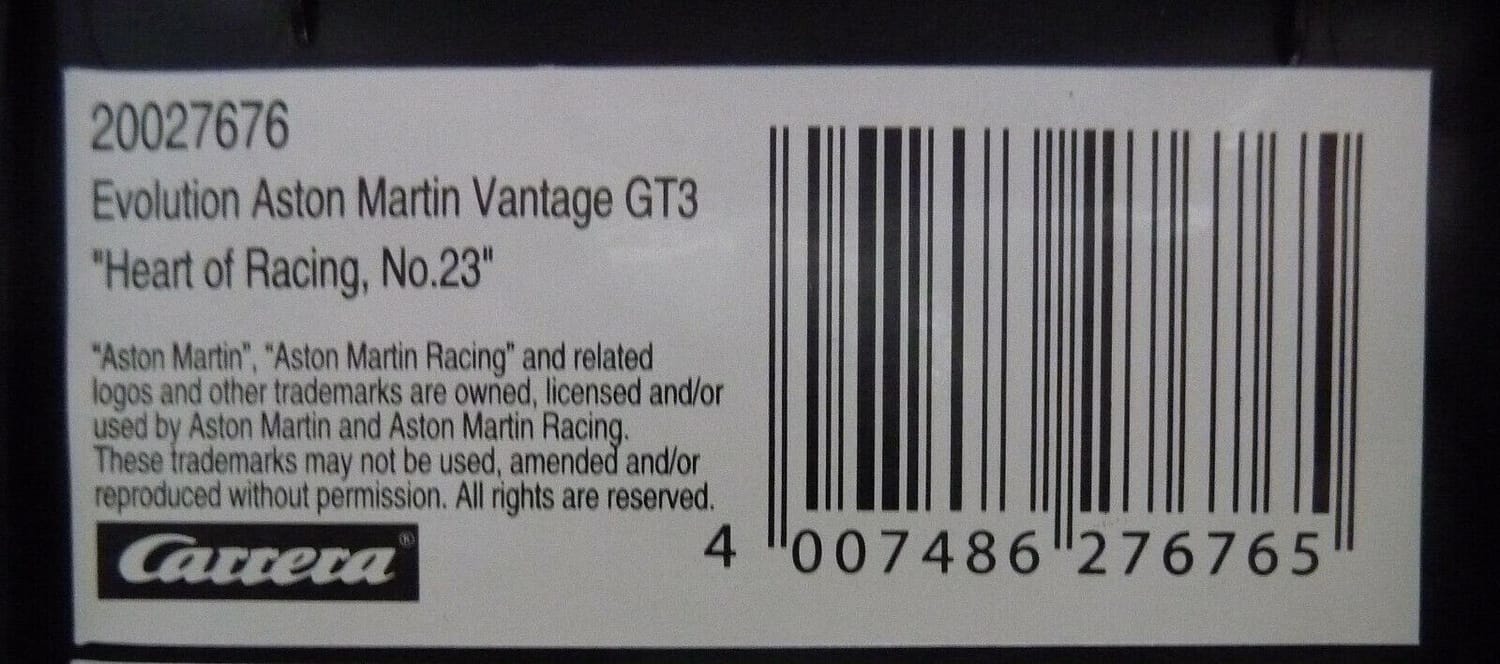 20027676
Evolution Aston Martin Vantage GT3
"Heart of Racing, No.23"
"Aston Martin", "Aston Martin Racing" and related
logos and other trademarks are owned, licensed and/or
used by Aston Martin and Aston Martin Racing.
These trademarks may not be used, amended and/or
reproduced without permission. All rights are reserved.
Carrera®
4 007486 276765